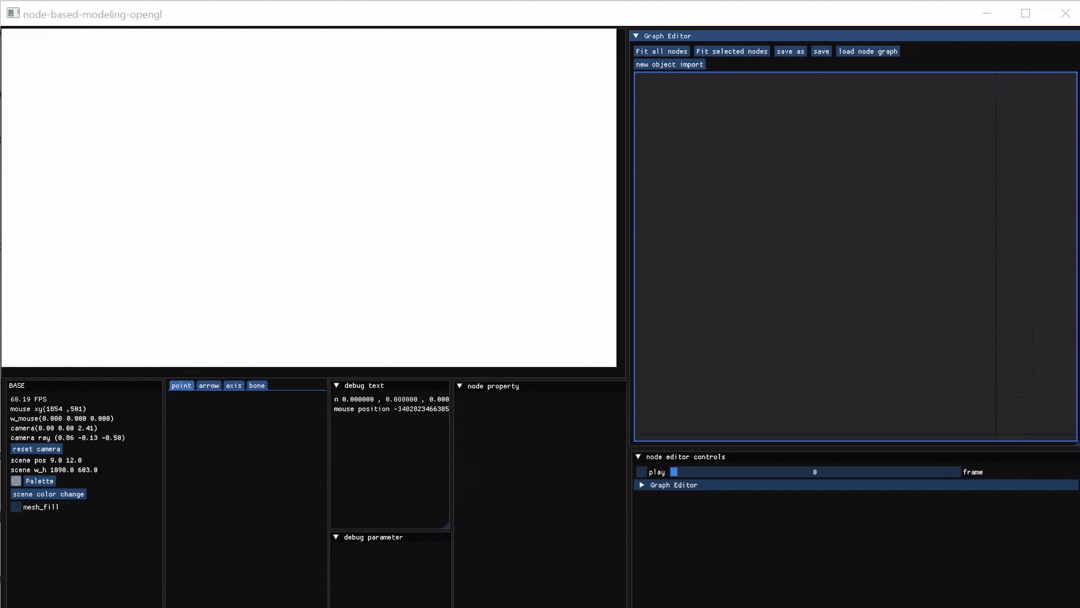 node-based-modeling-opengl
Graph Editor
Fit all nodes Fit selected nodes save as save load node graph
new object import
BASE
60.19 FPS
mouse xy(1854 ,501)
w_mouse(0.000 0.000 0.000)
camera(0.00 0.00 2.41)
camera ray (0.86 -0.13 -0.50)
reset camera
scene pos 9.0 12.0
scene w_h 1090.0 603.0
Palette
scene color change
mesh_fill
point arrow axis bone
debug text
n 0.000000 , 0.000000 , 0.000
mouse position -3402823466385
debug parameter
node property
node editor controls
play 0 frame
Graph Editor